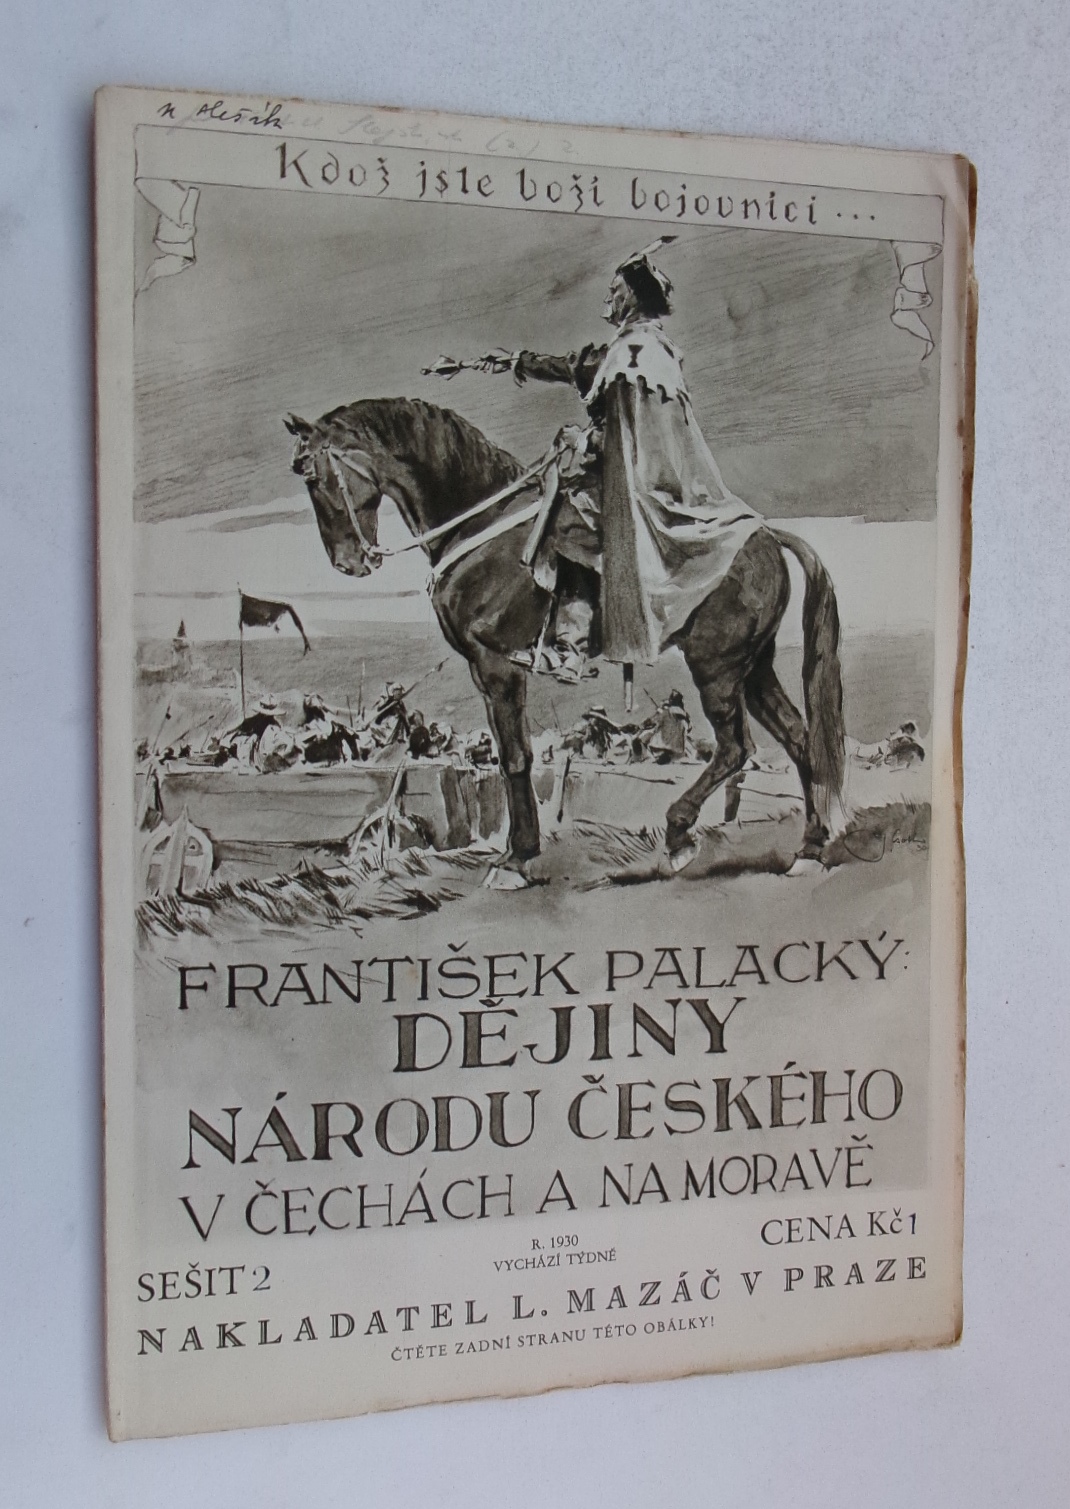 Kdož jste boží bojovníci ...
FRANTIŠEK PALACKÝ:
DĚJINY
NÁRODU ČESKÉHO
V ČECHÁCH A NA MORAVĚ
R. 1930
VYCHÁZÍ TÝDNĚ
SEŠIT 2
CENA Kč 1
NAKLADATEL L. MAZÁČ V PRAZE
ČTĚTE ZADNÍ STRANU TÉTO OBÁLKY!